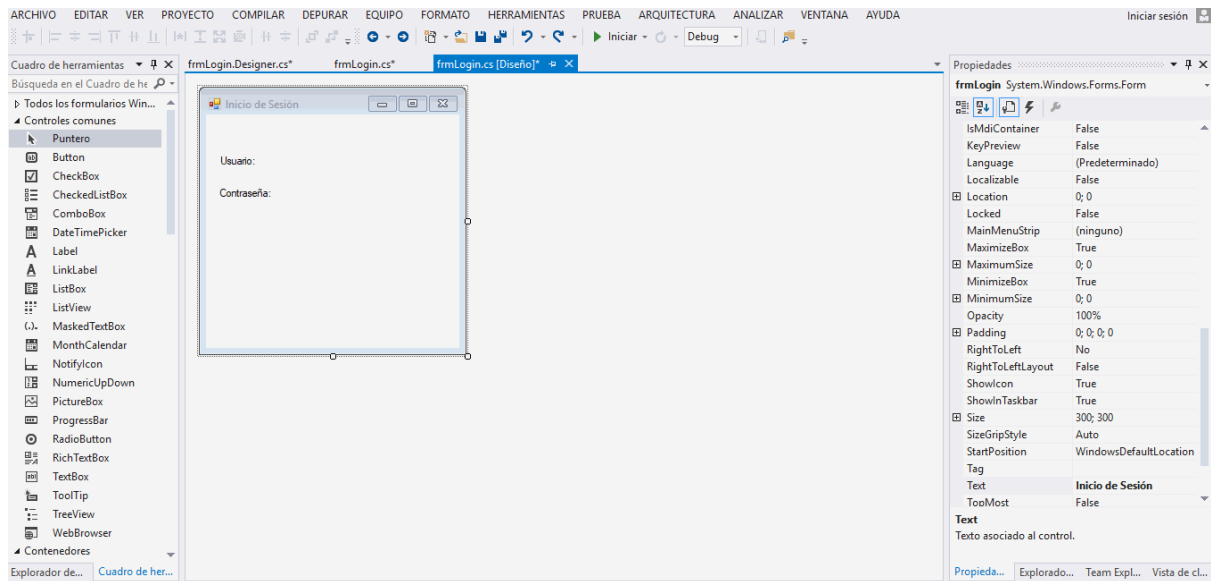 ARCHIVO EDITAR VER PROYECTO COMPILAR DEPURAR EQUIPO FORMATO HERRAMIENTAS PRUEBA ARQUITECTURA ANALIZAR VENTANA AYUDA Iniciar sesión
Iniciar Debug
Cuadro de herramientas
Búsqueda en el Cuadro de he
Todos los formularios Win...
Controles comunes
Puntero
Button
CheckBox
CheckedListBox
ComboBox
DateTimePicker
Label
LinkLabel
ListBox
ListView
MaskedTextBox
MonthCalendar
NotifyIcon
NumericUpDown
PictureBox
ProgressBar
RadioButton
RichTextBox
TextBox
ToolTip
TreeView
WebBrowser
Contenedores
Explorador de... Cuadro de her...
frmLogin.Designer.cs* frmLogin.cs* frmLogin.cs [Diseño]*
Inicio de Sesión
Usuario:
Contraseña:
Propiedades
frmLogin System.Windows.Forms.Form
IsMdiContainer False
KeyPreview False
Language (Predeterminado)
Localizable False
Location 0; 0
Locked False
MainMenuStrip (ninguno)
MaximizeBox True
MaximumSize 0; 0
MinimizeBox True
MinimumSize 0; 0
Opacity 100%
Padding 0; 0; 0; 0
RightToLeft No
RightToLeftLayout False
ShowIcon True
ShowInTaskbar True
Size 300; 300
SizeGripStyle Auto
StartPosition WindowsDefaultLocation
Tag
Text Inicio de Sesión
TopMost False
Text
Texto asociado al control.
Propieda... Explorado... Team Expl... Vista de cl...